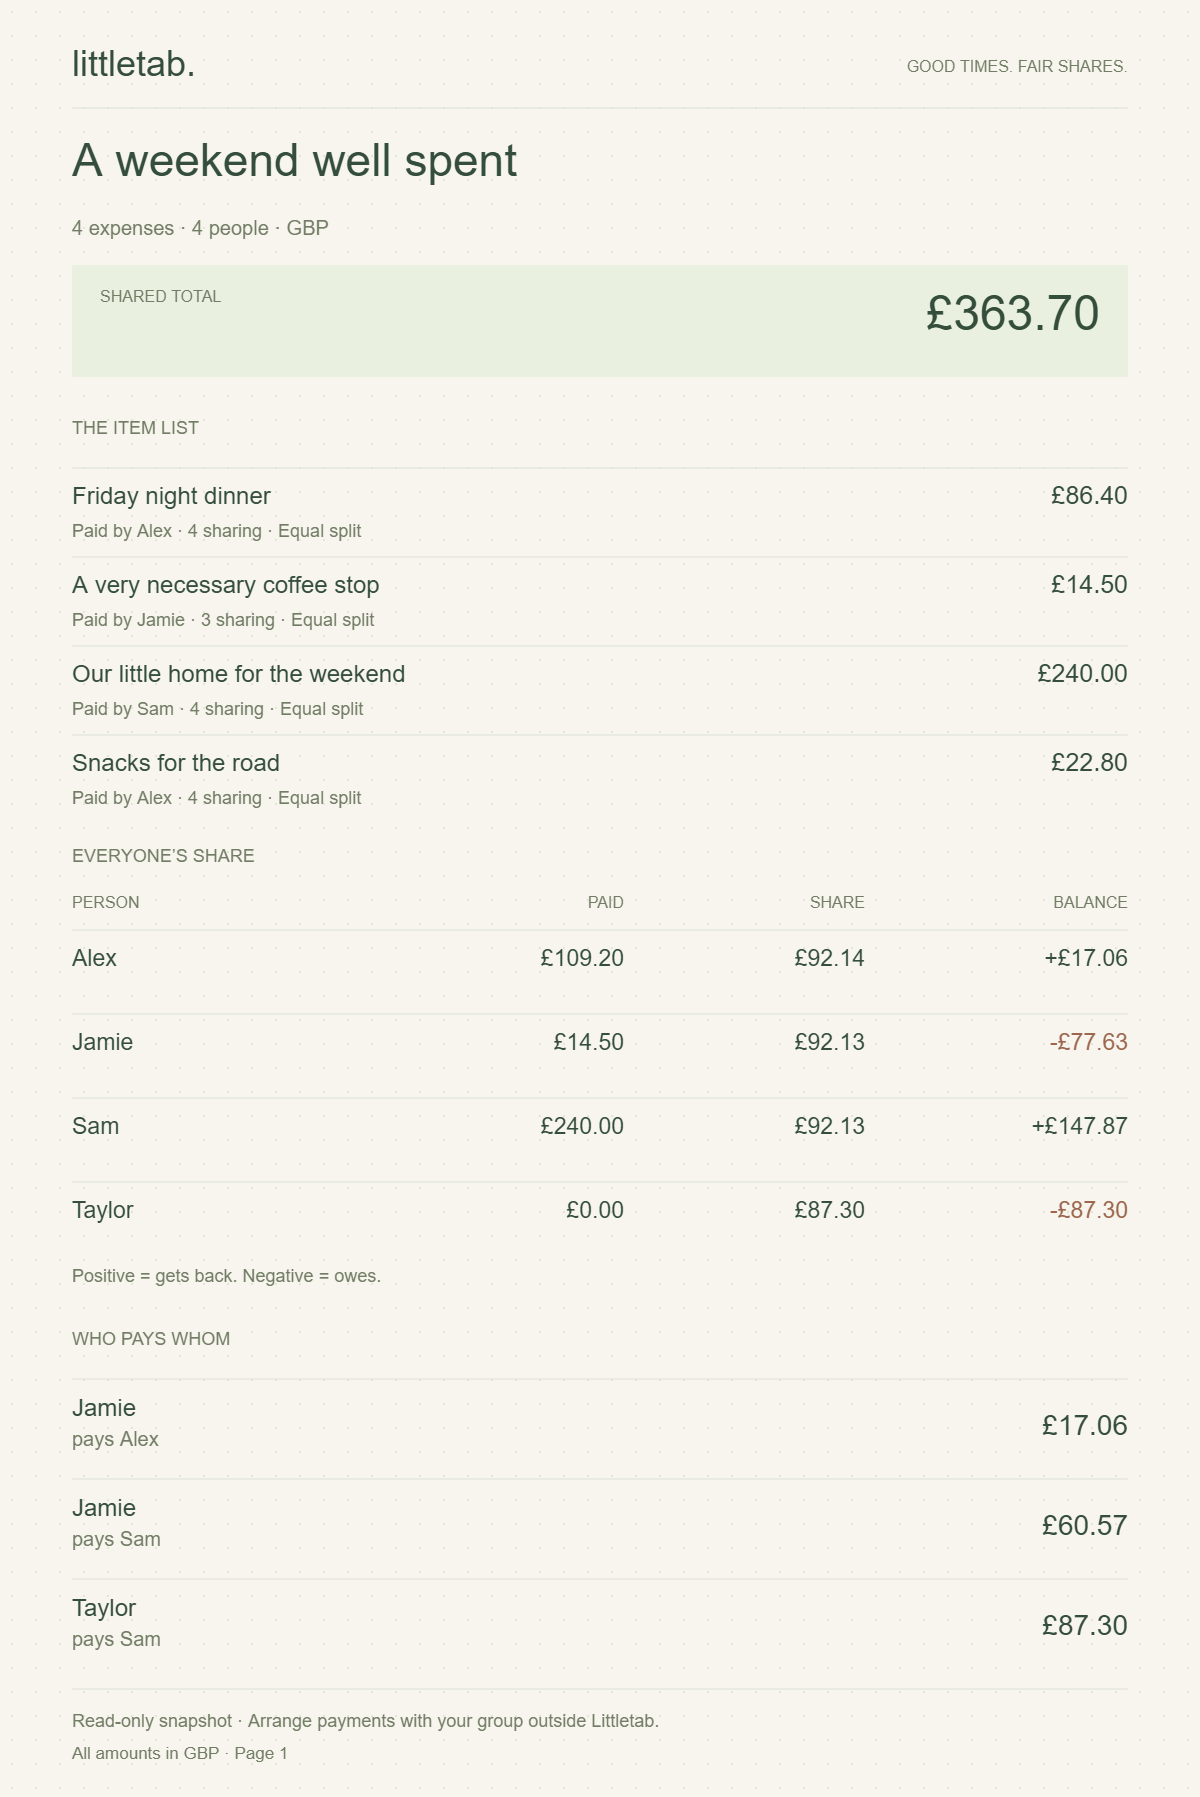 littletab.
GOOD TIMES. FAIR SHARES.
A weekend well spent
4 expenses · 4 people · GBP
SHARED TOTAL
£363.70
THE ITEM LIST
Friday night dinner £86.40
Paid by Alex · 4 sharing · Equal split
A very necessary coffee stop £14.50
Paid by Jamie · 3 sharing · Equal split
Our little home for the weekend £240.00
Paid by Sam · 4 sharing · Equal split
Snacks for the road £22.80
Paid by Alex · 4 sharing · Equal split
EVERYONE'S SHARE
PERSON PAID SHARE BALANCE
Alex £109.20 £92.14 +£17.06
Jamie £14.50 £92.13 -£77.63
Sam £240.00 £92.13 +£147.87
Taylor £0.00 £87.30 -£87.30
Positive = gets back. Negative = owes.
WHO PAYS WHOM
Jamie
pays Alex
£17.06
Jamie
pays Sam
£60.57
Taylor
pays Sam
£87.30
Read-only snapshot · Arrange payments with your group outside Littletab.
All amounts in GBP · Page 1